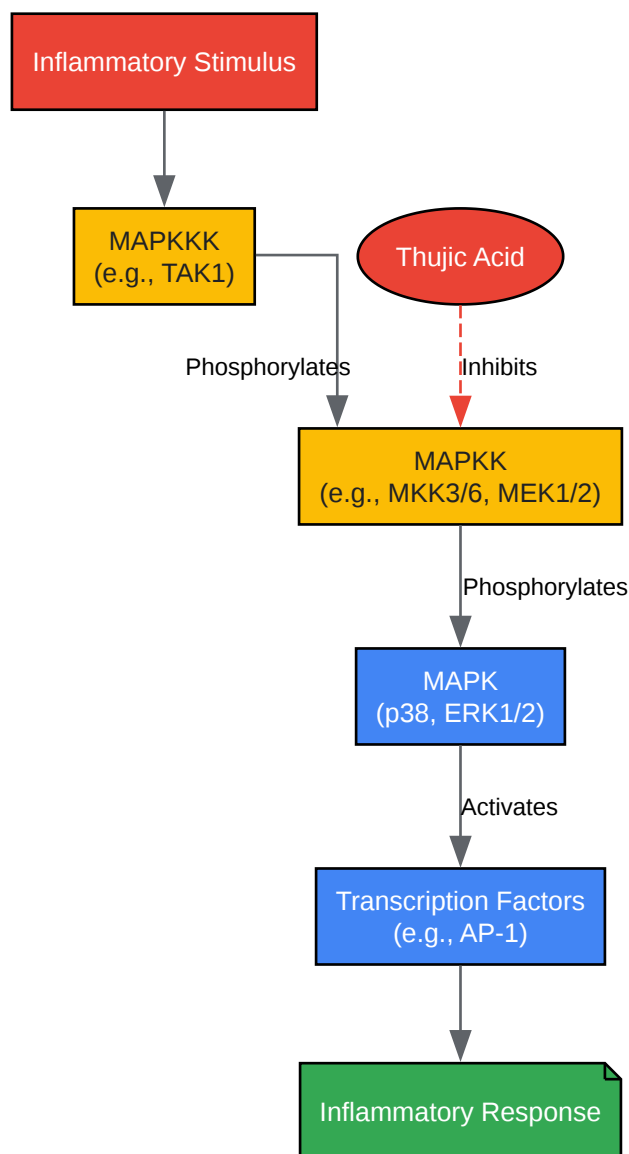 Inflammatory Stimulus
MAPKKK
(e.g., TAK1)
Thujic Acid
Phosphorylates
Inhibits
MAPKK
(e.g., MKK3/6, MEK1/2)
Phosphorylates
MAPK
(p38, ERK1/2)
Activates
Transcription Factors
(e.g., AP-1)
Inflammatory Response